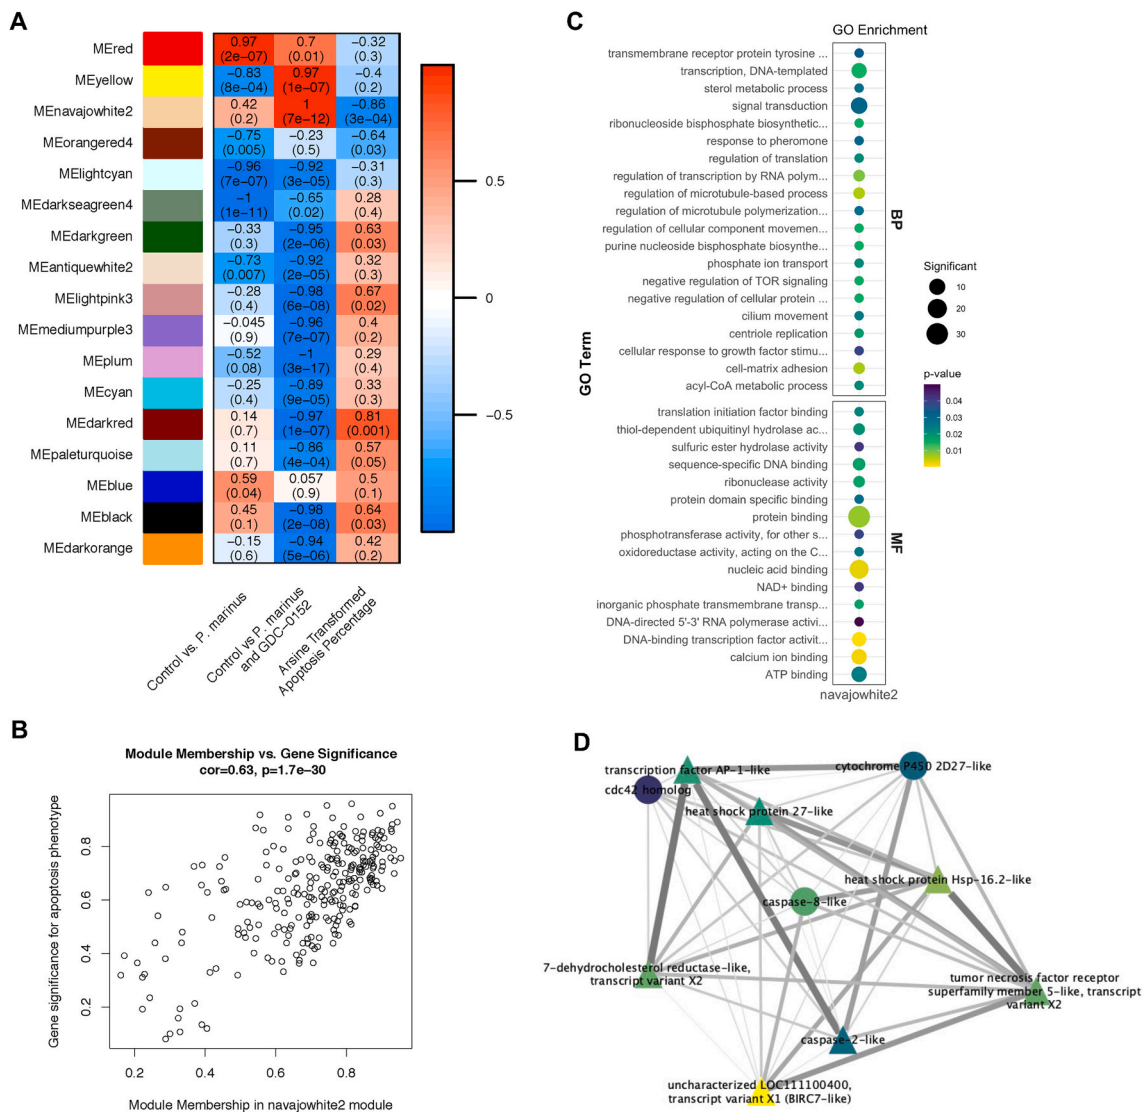 A
MEred
0.97
(2e−07)
0.7
(0.01)
−0.32
(0.3)
MEyellow
−0.83
(8e−04)
0.97
(1e−07)
−0.4
(0.2)
MEnavajowhite2
0.42
(0.2)
1
(7e−12)
−0.86
(3e−04)
MEorangered4
−0.75
(0.005)
−0.23
(0.5)
−0.64
(0.03)
MElightcyan
−0.96
(7e−07)
−0.92
(3e−05)
−0.31
(0.3)
MEdarkseagreen4
−1
(1e−11)
−0.65
(0.02)
0.28
(0.4)
MEdarkgreen
−0.33
(0.3)
−0.95
(2e−06)
0.63
(0.03)
MEantiquewhite2
−0.73
(0.007)
−0.92
(2e−05)
0.32
(0.3)
MElightpink3
−0.28
(0.4)
−0.98
(6e−08)
0.67
(0.02)
MEmediumpurple3
−0.045
(0.9)
−0.96
(7e−07)
0.4
(0.2)
MEplum
−0.52
(0.08)
−1
(3e−17)
0.29
(0.4)
MEcyan
−0.25
(0.4)
−0.89
(9e−05)
0.33
(0.3)
MEdarkred
0.14
(0.7)
−0.97
(1e−07)
0.81
(0.001)
MEpaleturquoise
0.11
(0.7)
−0.86
(4e−04)
0.57
(0.05)
MEblue
0.59
(0.04)
0.057
(0.9)
0.5
(0.1)
MEblack
0.45
(0.1)
−0.98
(2e−08)
0.64
(0.03)
MEdarkorange
−0.15
(0.6)
−0.94
(5e−06)
0.42
(0.2)
0.5
0
−0.5
Control vs. P. marinus
Control vs P. marinus
and GDC−0152
Arsine Transformed
Apoptosis Percentage
B
Module Membership vs. Gene Significance
cor=0.63, p=1.7e−30
Gene significance for apoptosis phenotype
0.8
0.6
0.4
0.2
0.2
0.4
0.6
0.8
Module Membership in navajowhite2 module
C
GO Enrichment
GO Term
transmembrane receptor protein tyrosine ...
transcription, DNA-templated
sterol metabolic process
signal transduction
ribonucleoside bisphosphate biosynthetic...
response to pheromone
regulation of translation
regulation of transcription by RNA polym...
regulation of microtubule-based process
regulation of microtubule polymerization...
regulation of cellular component movemen...
purine nucleoside bisphosphate biosynthe...
phosphate ion transport
negative regulation of TOR signaling
negative regulation of cellular protein ...
cilium movement
centriole replication
cellular response to growth factor stimu...
cell-matrix adhesion
acyl-CoA metabolic process
BP
translation initiation factor binding
thiol-dependent ubiquitinyl hydrolase ac...
sulfuric ester hydrolase activity
sequence-specific DNA binding
ribonuclease activity
protein domain specific binding
protein binding
phosphotransferase activity, for other s...
oxidoreductase activity, acting on the C...
nucleic acid binding
NAD+ binding
inorganic phosphate transmembrane transp...
DNA-directed 5'-3' RNA polymerase activi...
DNA-binding transcription factor activit...
calcium ion binding
ATP binding
MF
navajowhite2
Significant
10
20
30
p-value
0.04
0.03
0.02
0.01
D
transcription factor AP-1-like
cytochrome P450 2D27-like
cdc42 homolog
heat shock protein 27-like
heat shock protein Hsp-16.2-like
caspase-8-like
7-dehydrocholesterol reductase-like,
transcript variant X2
tumor necrosis factor receptor
superfamily member 5-like, transcript
variant X2
caspase-2-like
uncharacterized LOC111100400,
transcript variant X1 (BIRC7-like)